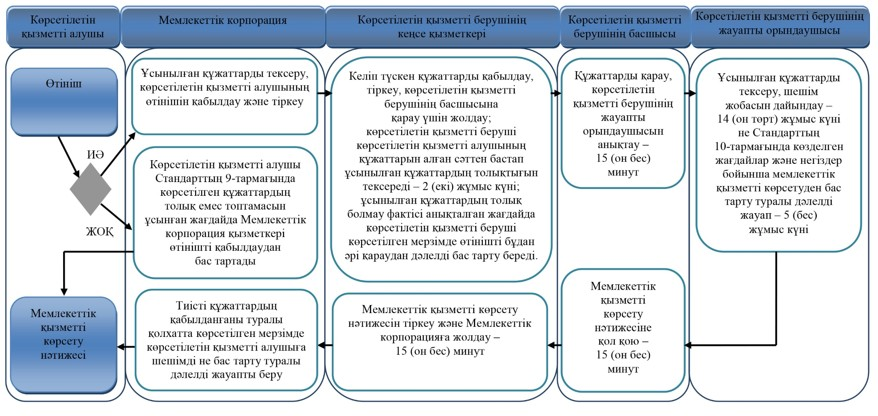 Көрсетілетін
қызметті алушы
Мемлекеттік корпорация
Көрсетілетін қызметті берушінің
кеңсе қызметкері
Көрсетілетін қызметті
берушінің басшысы
Көрсетілетін қызметті берушінің
жауапты орындаушысы
Өтініш
ИӘ
ЖОҚ
Мемлекеттік
қызметті
көрсету
нәтижесі
Ұсынылған құжаттарды тексеру,
көрсетілетін қызметті алушының
өтінішін қабылдау және тіркеу
Көрсетілетін қызметті алушы
Стандарттың 9-тармағында
көрсетілген құжаттардың
толық емес топтамасын
ұсынған жағдайда Мемлекеттік
корпорация қызметкері
өтінішті қабылдаудан
бас тартады
Тиісті құжаттардың
қабылданғаны туралы
қолхатта көрсетілген мерзімде
көрсетілетін қызметті алушыға
шешімді не бас тарту туралы
дәлелді жауапты беру
Келіп түскен құжаттарды қабылдау,
тіркеу, көрсетілетін қызметті
берушінің басшысына
қарау үшін жолдау;
көрсетілетін қызметті беруші
көрсетілетін қызметті алушының
құжаттарын алған сәттен бастап
ұсынылған құжаттардың толықтығын
тексереді – 2 (екі) жұмыс күні;
ұсынылған құжаттардың толық
болмау фактісі анықталған жағдайда
көрсетілетін қызметті беруші
көрсетілген мерзімде өтінішті бұдан
әрі қараудан дәлелді бас тарту береді.
Мемлекеттік қызметті көрсету
нәтижесін тіркеу және Мемлекеттік
корпорацияға жолдау –
15 (он бес) минут
Құжаттарды қарау,
көрсетілетін
қызметті берушінің
жауапты
орындаушысын
анықтау –
15 (он бес)
минут
Мемлекеттік
қызметті
көрсету
нәтижесіне
қол қою –
15 (он бес)
минут
Ұсынылған құжаттарды
тексеру, шешім
жобасын дайындау –
14 (он төрт) жұмыс күні
не Стандарттың
10-тармағында көзделген
жағдайлар және негіздер
бойынша мемлекеттік
қызметті көрсетуден бас
тарту туралы дәлелді
жауап – 5 (бес)
жұмыс күні